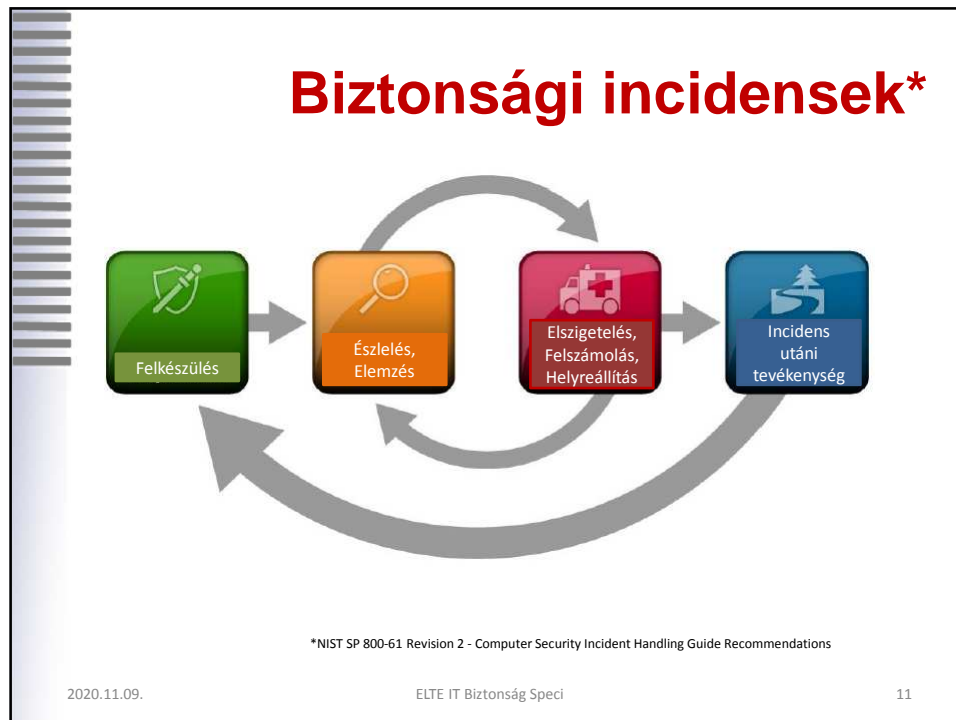 Biztonsági incidensek*
Felkészülés
Észlelés,
Elemzés
Elszigetelés,
Felszámolás,
Helyreállítás
Incidens
utáni
tevékenység
*NIST SP 800-61 Revision 2 - Computer Security Incident Handling Guide Recommendations
2020.11.09.
ELTE IT Biztonság Speci
11